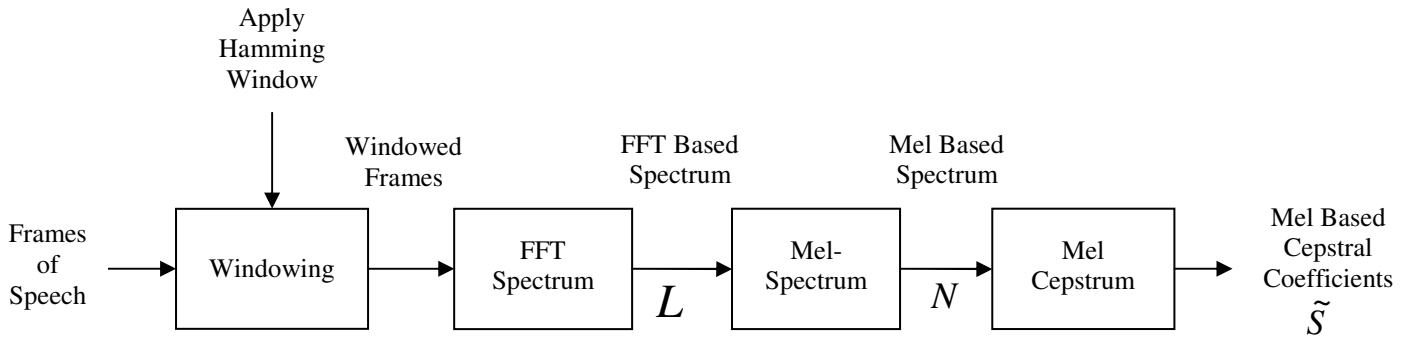 Apply
Hamming
Window
Windowed
Frames
FFT Based
Spectrum
Mel Based
Spectrum
Frames
of
Speech
Windowing
FFT
Spectrum
L
Mel-
Spectrum
N
Mel
Cepstrum
Mel Based
Cepstral
Coefficients
S̃